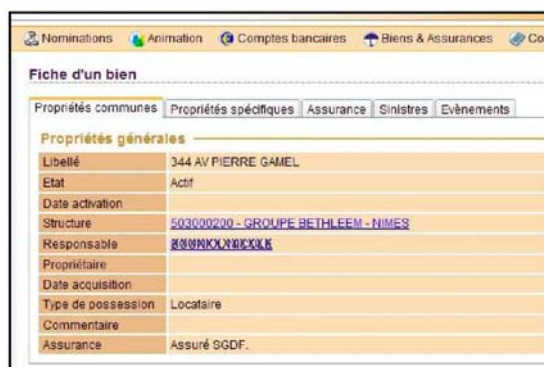 Nominations Animation Comptes bancaires Biens & Assurances Co
Fiche d'un bien
Propriétés communes Propriétés spécifiques Assurance Sinistres Evènements
Propriétés générales
Libellé 344 AV PIERRE GAMEL
Etat Actif
Date activation
Structure 503000200 - GROUPE BETHLEEM - NIMES
Responsable
Propriétaire
Date acquisition
Type de possession Locataire
Commentaire
Assurance Assuré SGDF.